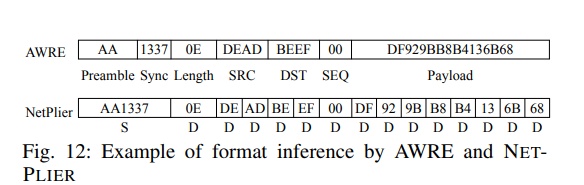 AWRE AA 1337 0E DEAD BEEF 00 DF929BB8B4136B68
Preamble Sync Length SRC DST SEQ Payload
NetPlier AA1337 0E DE AD BE EF 00 DF 92 9B B8 B4 13 6B 68
S D D D D D D D D D D D D D D
Fig. 12: Example of format inference by AWRE and NET-
PLIER